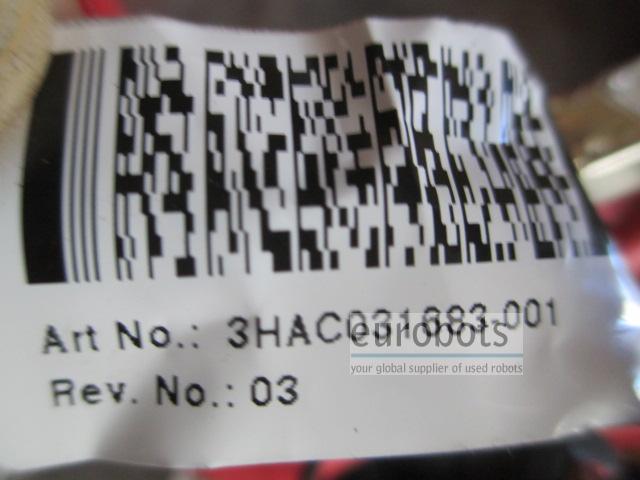 Art No.: 3HAC031683-001
eurobots
your global supplier of used robots
Rev. No.: 03